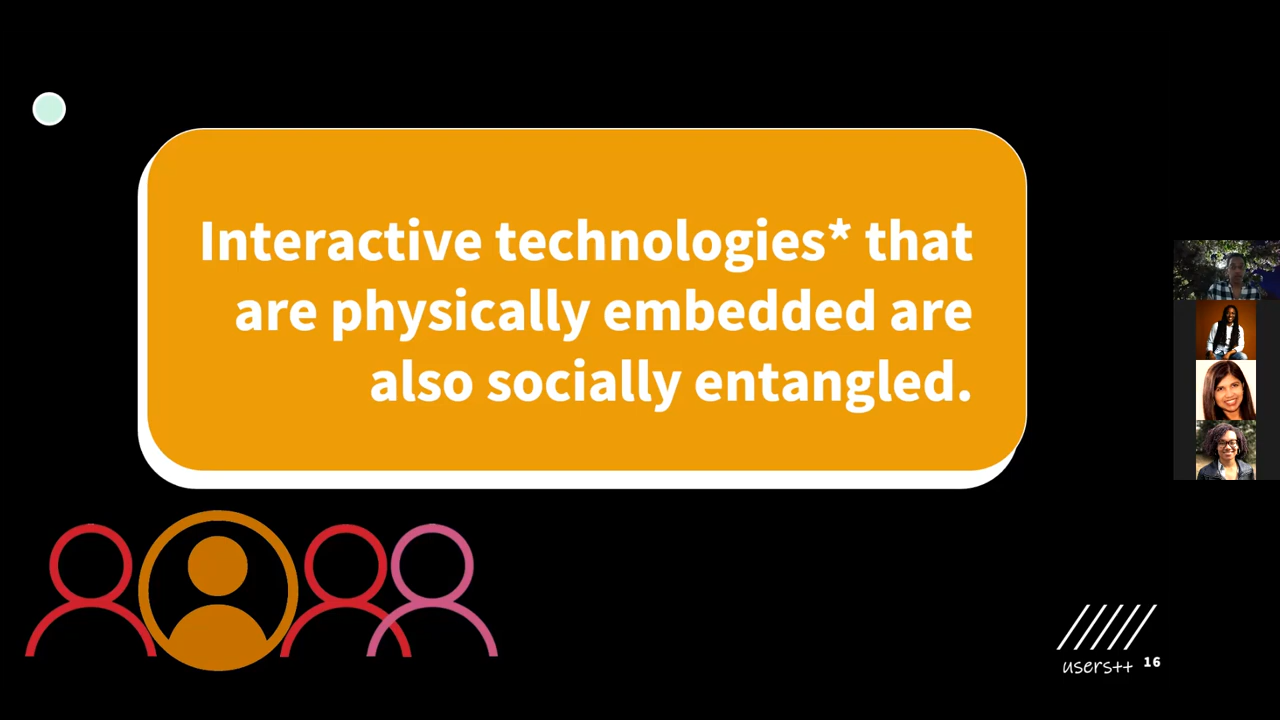 Interactive technologies* that
are physically embedded are
also socially entangled.
users++ 16